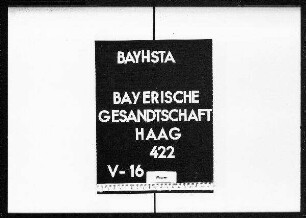 BAYHSTA
BAYERISCHE
GESANDTSCHAFT
HAAG
422
V-16